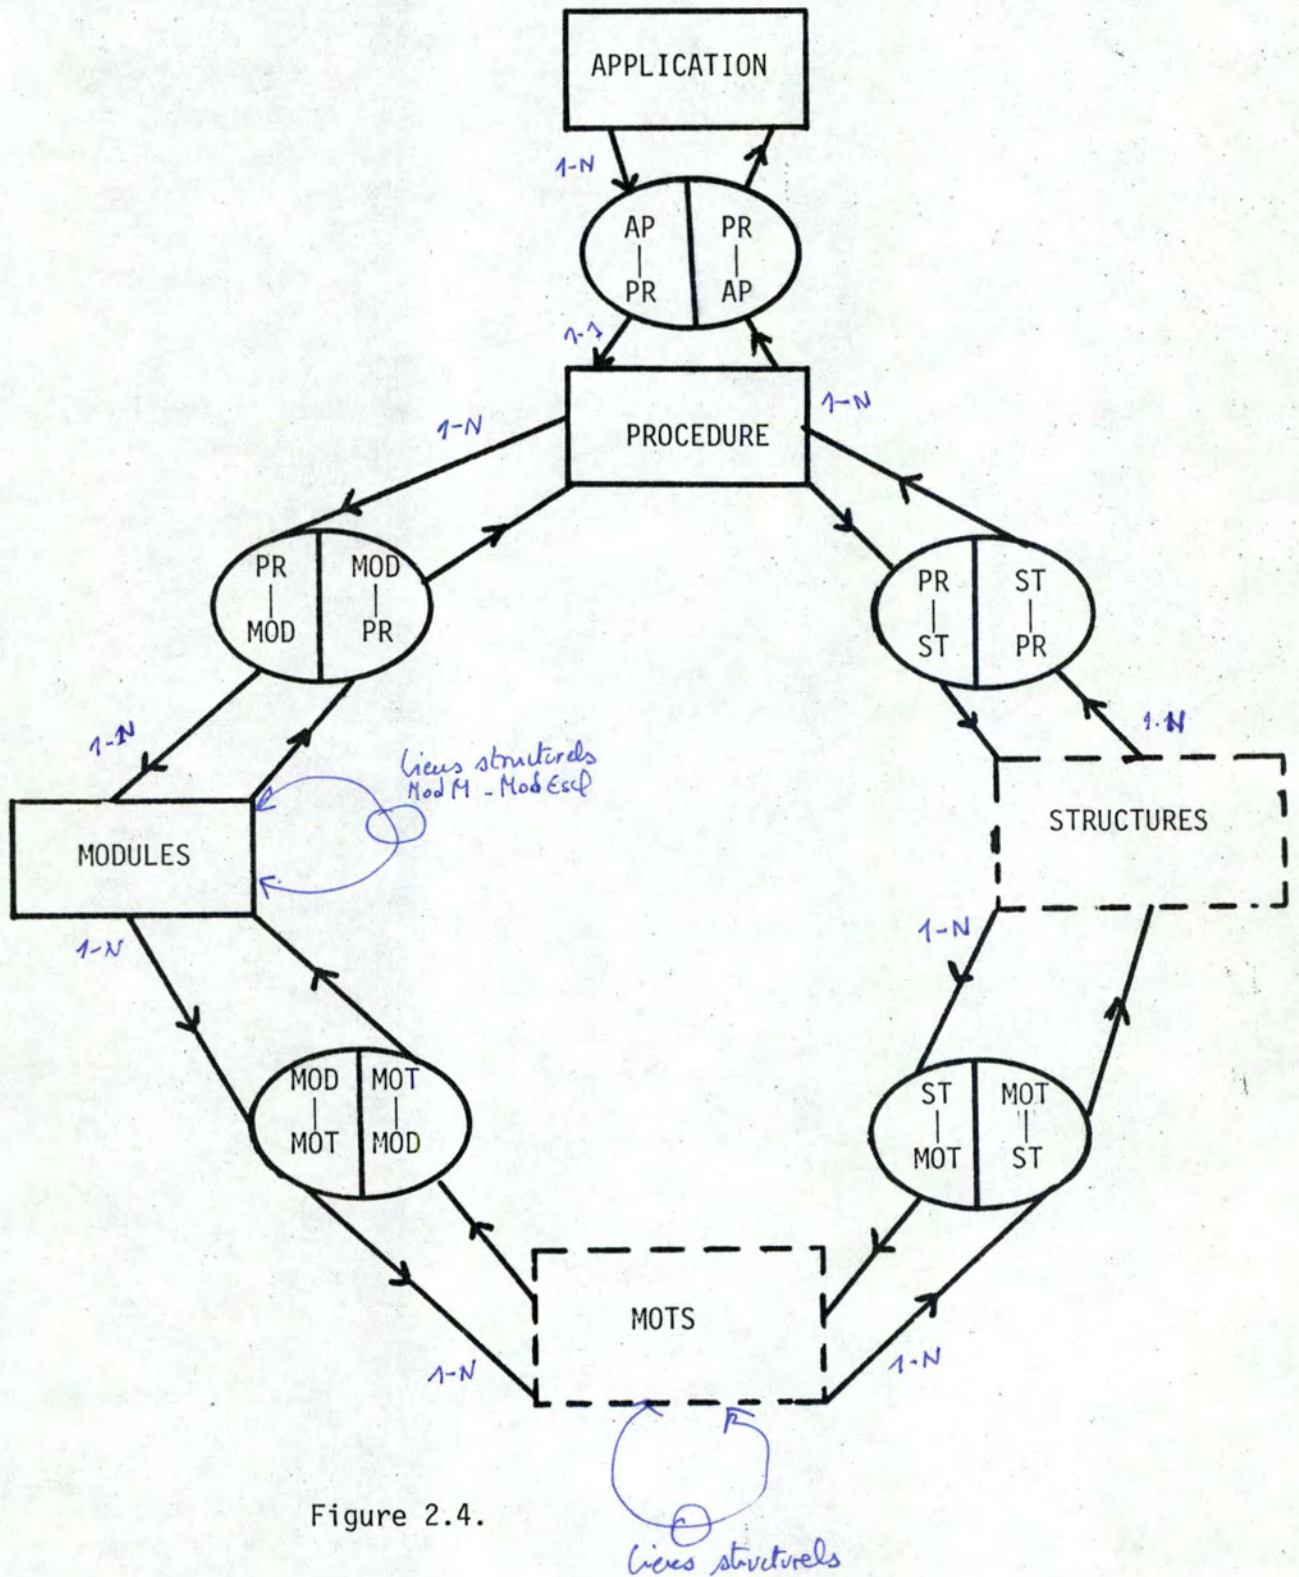 APPLICATION
1-N
AP PR
PR AP
1-1
PROCEDURE
1-N
1-N
PR MOD
MOD PR
PR ST
ST PR
1-N
1-N
liens structurels
Mod M - Mod Escl
MODULES
STRUCTURES
1-N
1-N
MOD MOT
MOT MOD
ST MOT
MOT ST
MOTS
1-N
1-N
Figure 2.4.
liens structurels